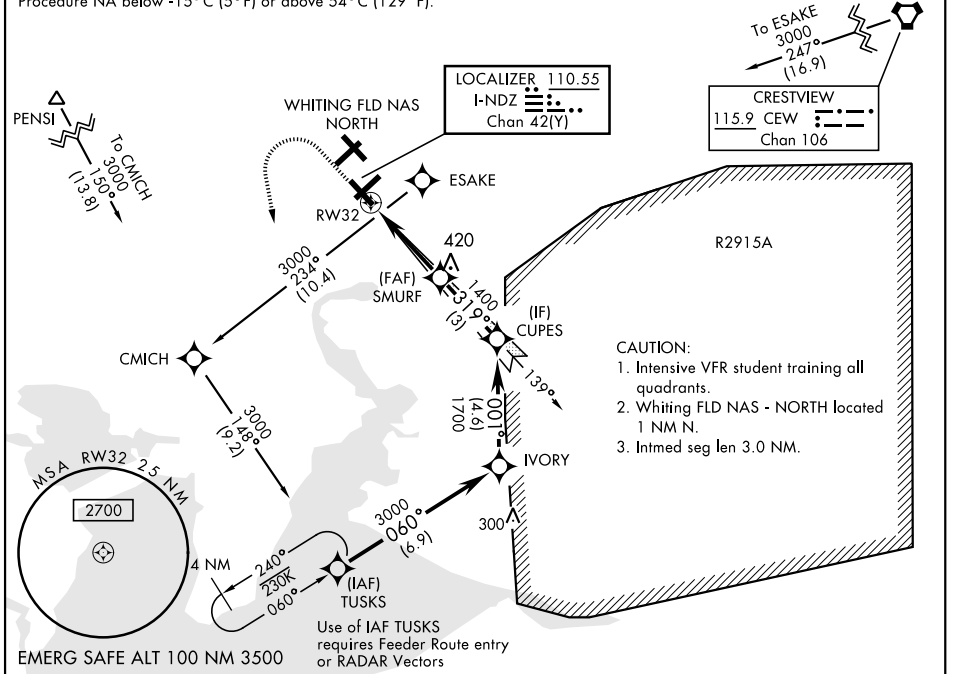 Procedure NA below -15°C (5°F) or above 54°C (129°F).
To ESAKE
3000
247°
(16.9)
CRESTVIEW
115.9 CEW
Chan 106
LOCALIZER 110.55
I-NDZ
Chan 42(Y)
WHITING FLD NAS
NORTH
PENSI
To CMICH
3000
150°
(13.8)
ESAKE
RW32
R2915A
420
3000
234°
(10.4)
(FAF)
SMURF
1400
319°
(3)
(IF)
CUPES
139°
CMICH
CAUTION:
1. Intensive VFR student training all
quadrants.
2. Whiting FLD NAS - NORTH located
1 NM N.
3. Intmed seg len 3.0 NM.
3000
148°
(9.2)
001°
(4.6)
1700
IVORY
MSA RW32 25 NM
2700
3000
060°
(6.9)
300
4 NM
240°
230K
060°
(IAF)
TUSKS
Use of IAF TUSKS
requires Feeder Route entry
or RADAR Vectors
EMERG SAFE ALT 100 NM 3500